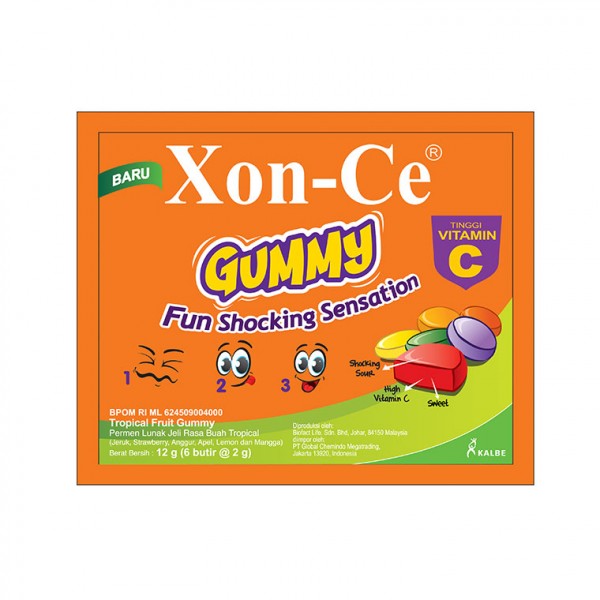 BARU
Xon-Ce®
TINGGI
VITAMIN
C
GUMMY
Fun Shocking Sensation
1
2
3
Shocking
Sour
High
Vitamin C
Sweet
BPOM RI ML 624509004000
Tropical Fruit Gummy
Permen Lunak Jeli Rasa Buah Tropical
(Jeruk, Strawberry, Anggur, Apel, Lemon dan Mangga)
Berat Bersih : 12 g (6 butir @ 2 g)
Diproduksi oleh:
Biotact Life, Sdn. Bhd, Johar, 84150 Malaysia
diimpor oleh:
PT Global Chemindo Megatrading,
Jakarta 13920, Indonesia
KALBE